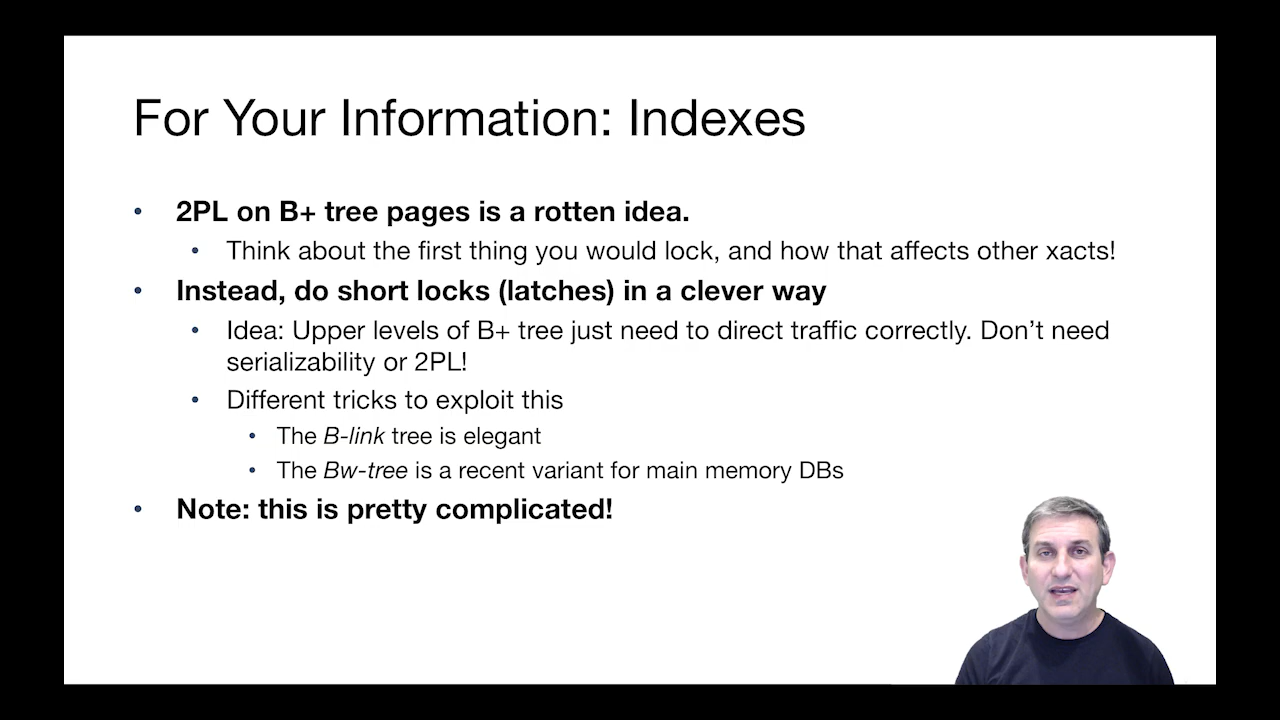 For Your Information: Indexes
• 2PL on B+ tree pages is a rotten idea.
• Think about the first thing you would lock, and how that affects other xacts!
• Instead, do short locks (latches) in a clever way
• Idea: Upper levels of B+ tree just need to direct traffic correctly. Don’t need
serializability or 2PL!
• Different tricks to exploit this
• The B-link tree is elegant
• The Bw-tree is a recent variant for main memory DBs
• Note: this is pretty complicated!